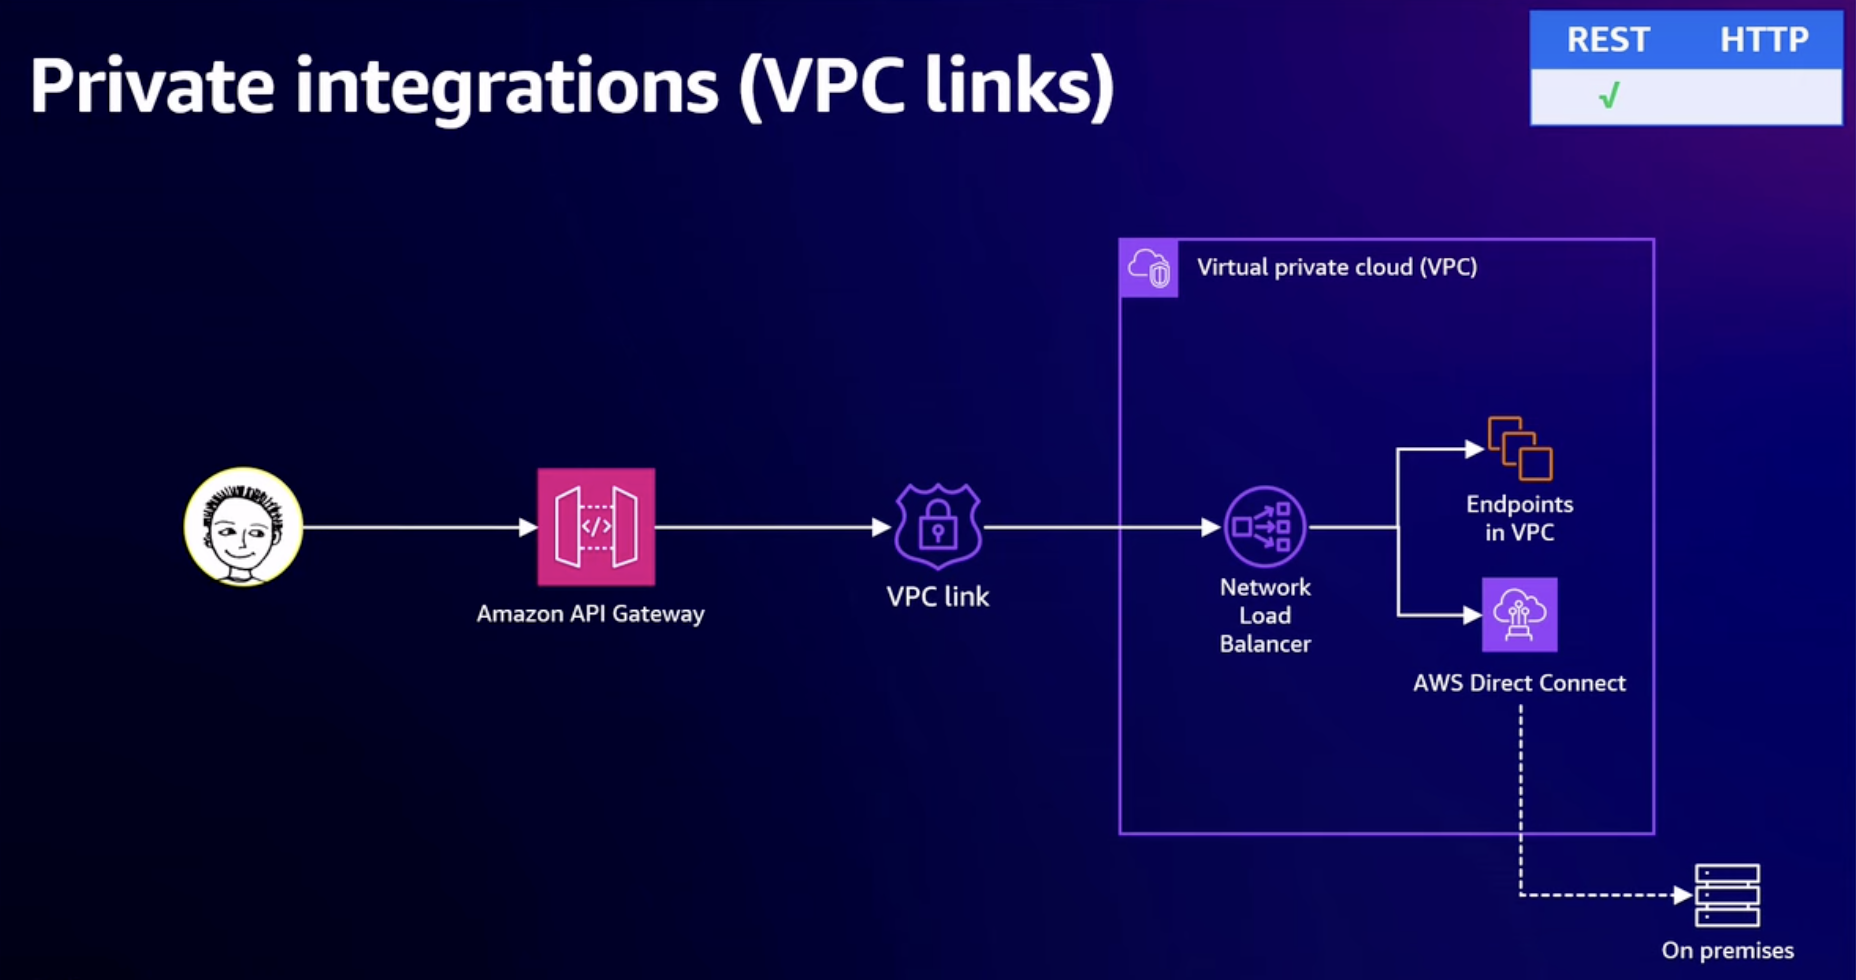 Private integrations (VPC links)
REST HTTP
√
Virtual private cloud (VPC)
</>
Amazon API Gateway
VPC link
Network
Load
Balancer
Endpoints
in VPC
AWS Direct Connect
On premises